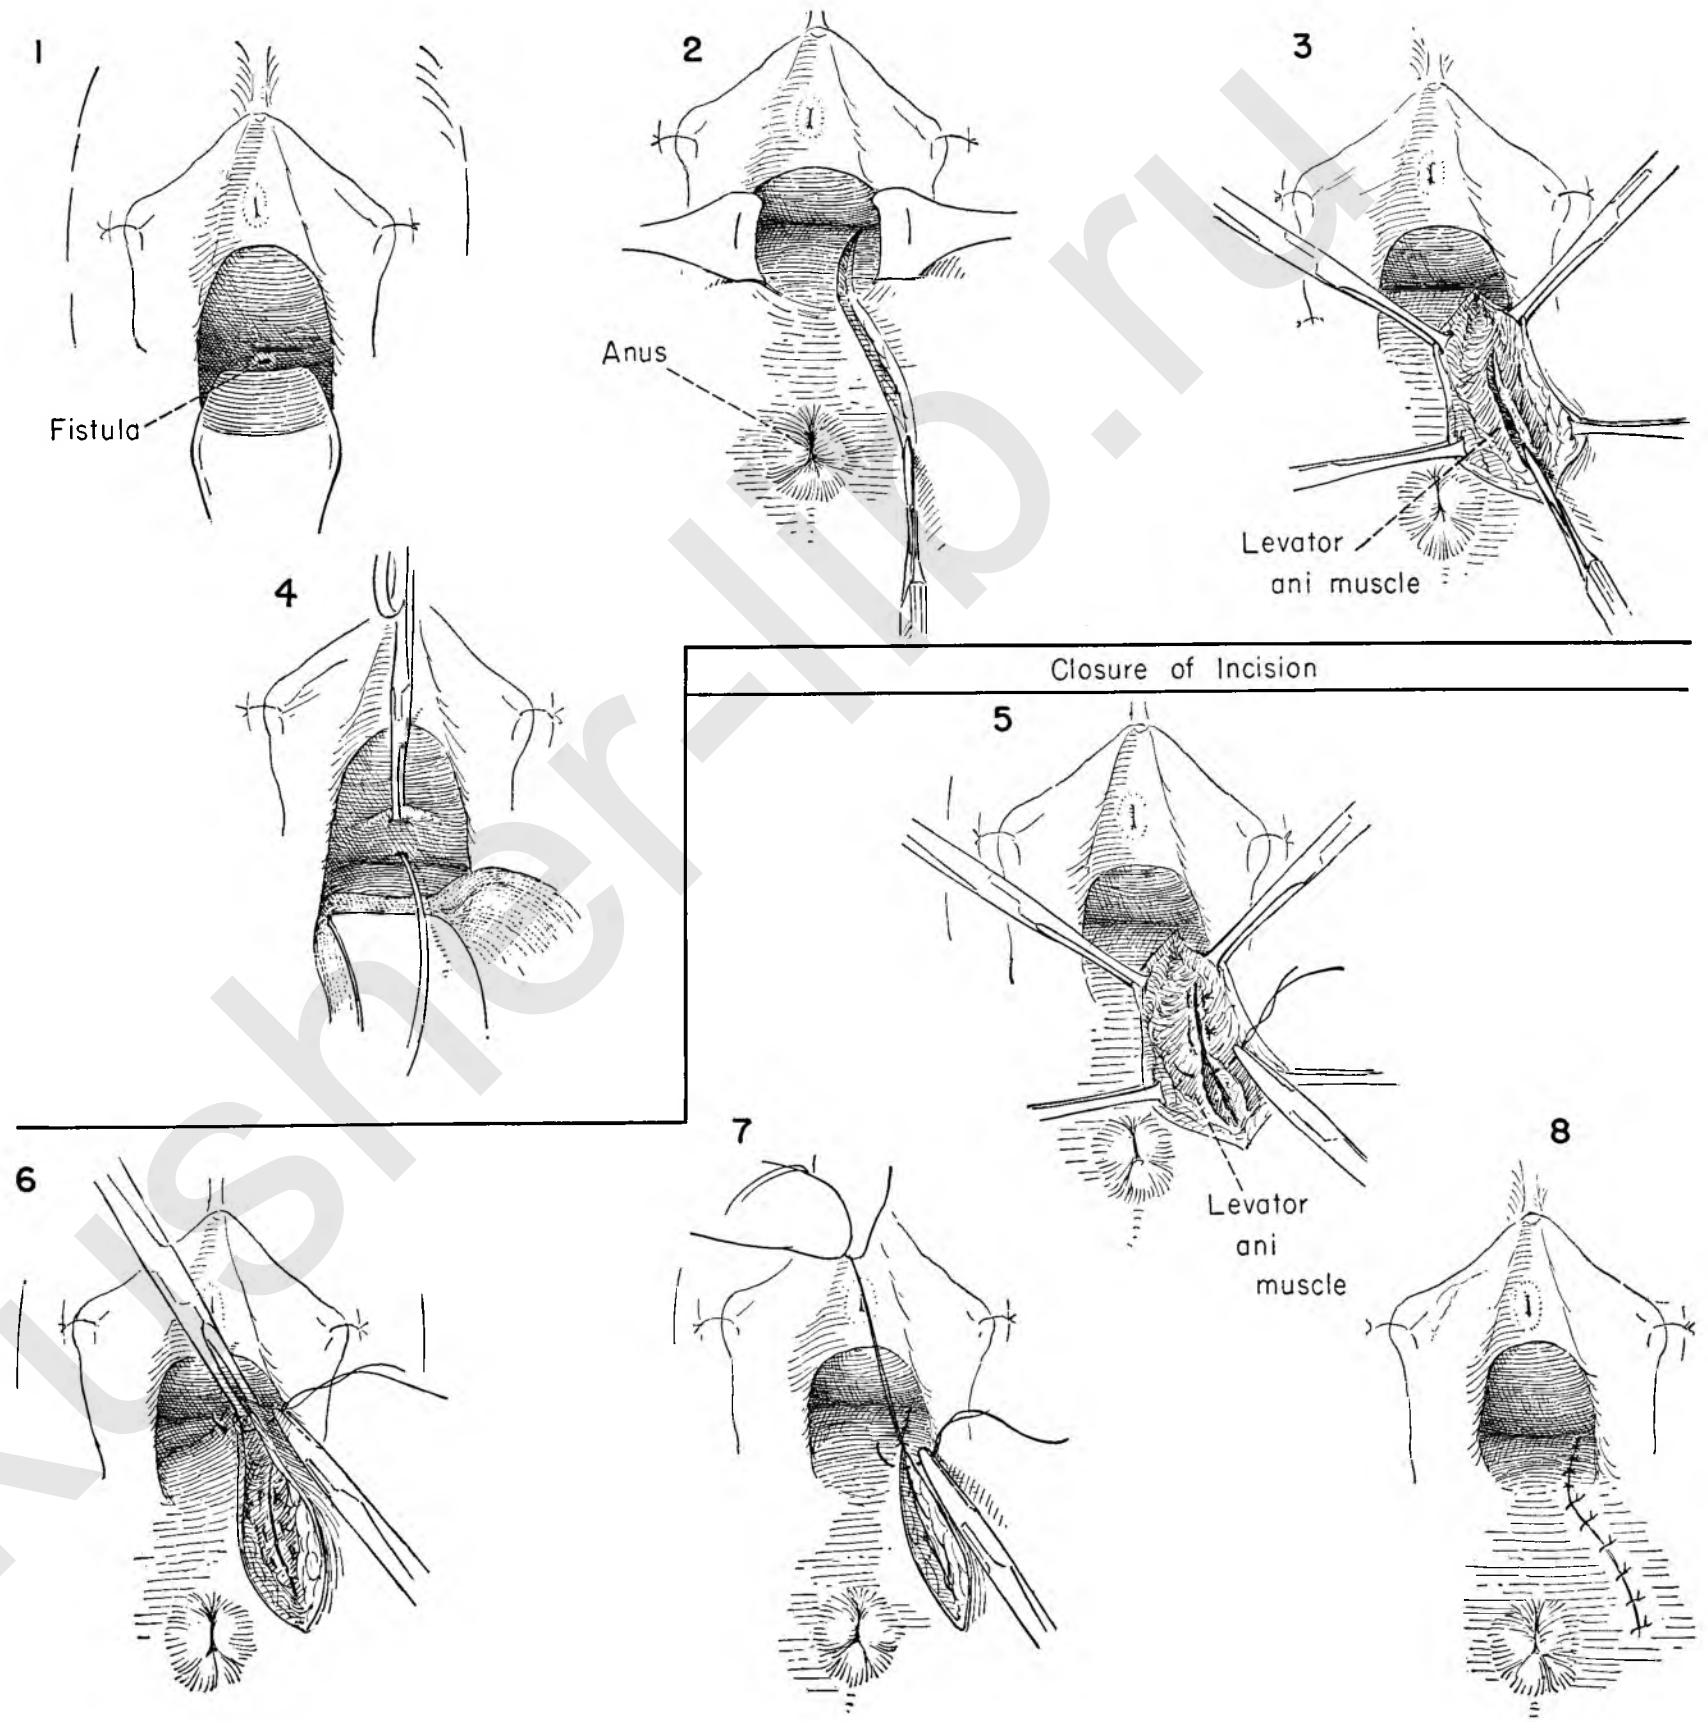 1
2
3
Fistula
Anus
Levator
ani muscle
4
Closure of Incision
5
Levator
ani
muscle
6
7
8
kusher-lib.ru